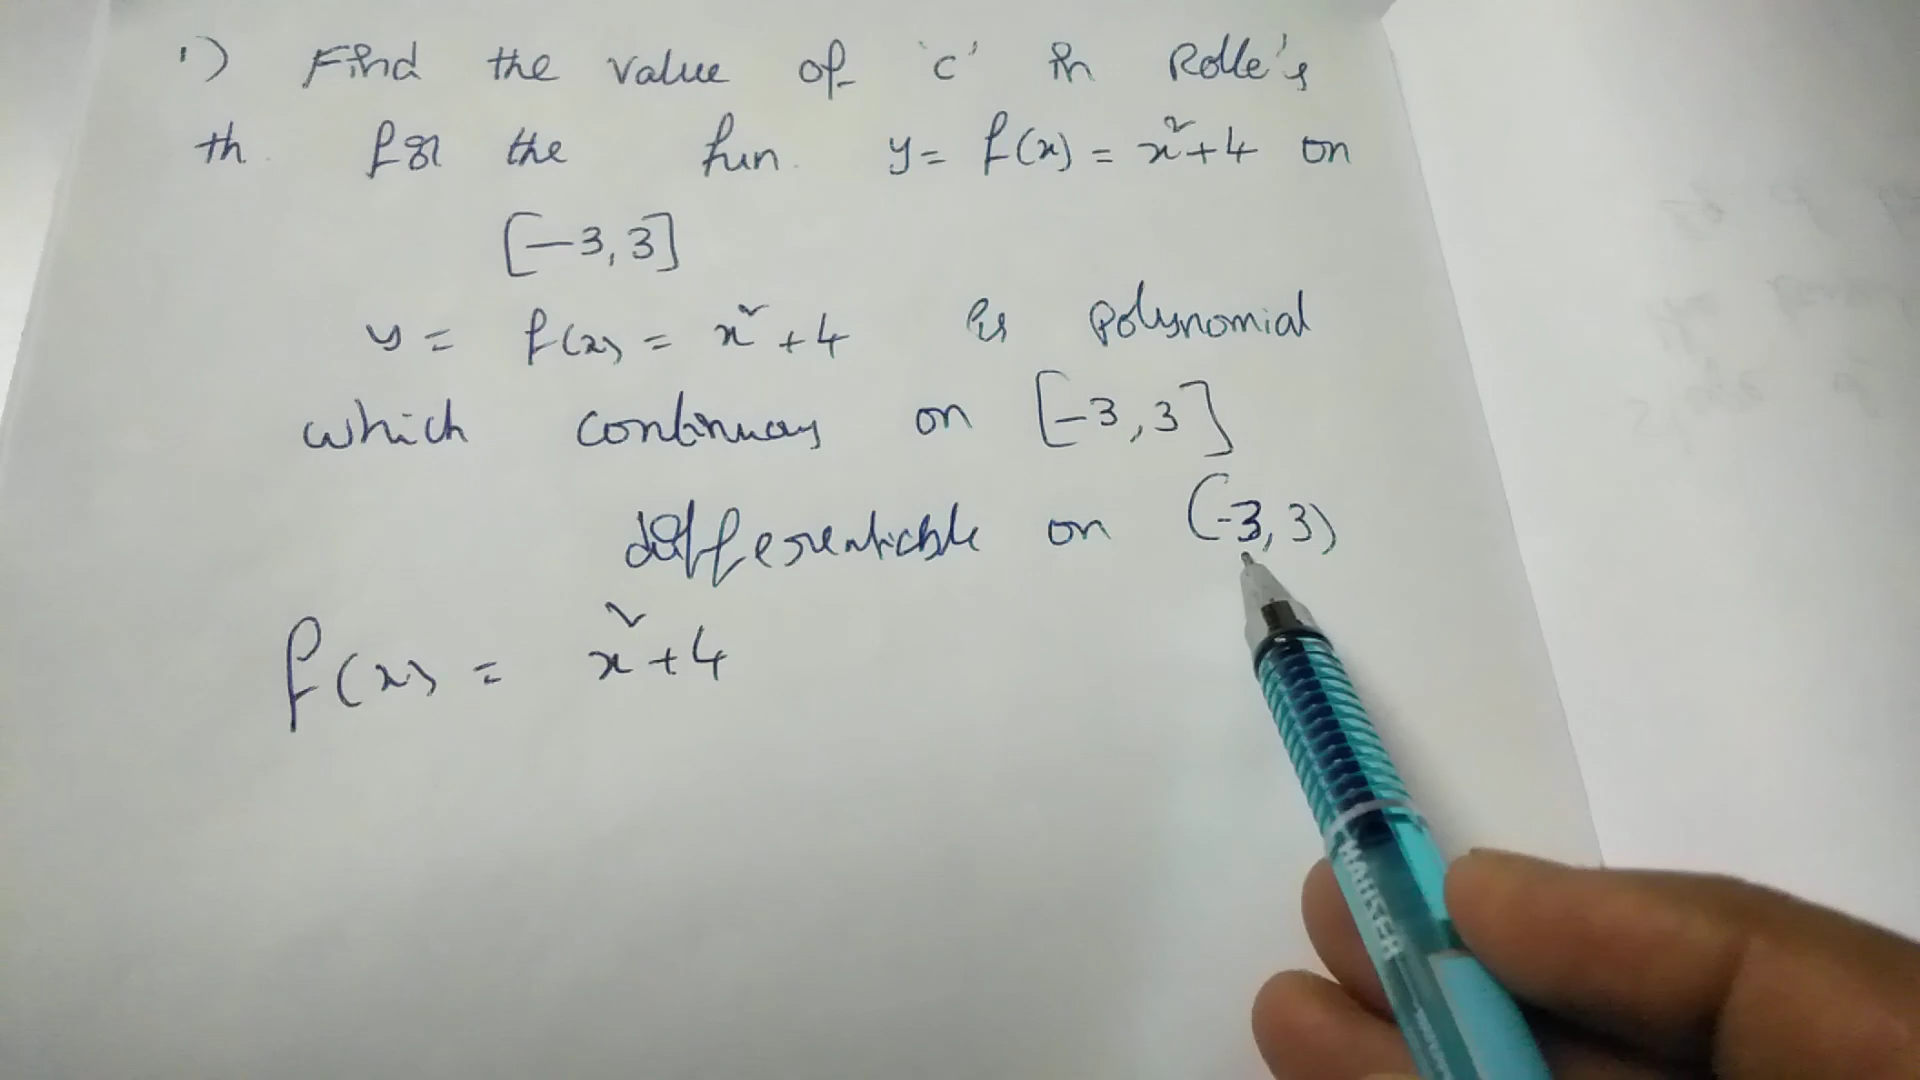 1) Find the value of 'c' in Rolle's
th. for the fun. y = f(x) = x²+4 on
[-3, 3]
y = f(x) = x²+4 is polynomial
which continuous on [-3, 3]
differentiable on (-3, 3)
f(x) = x²+4
HAUSER